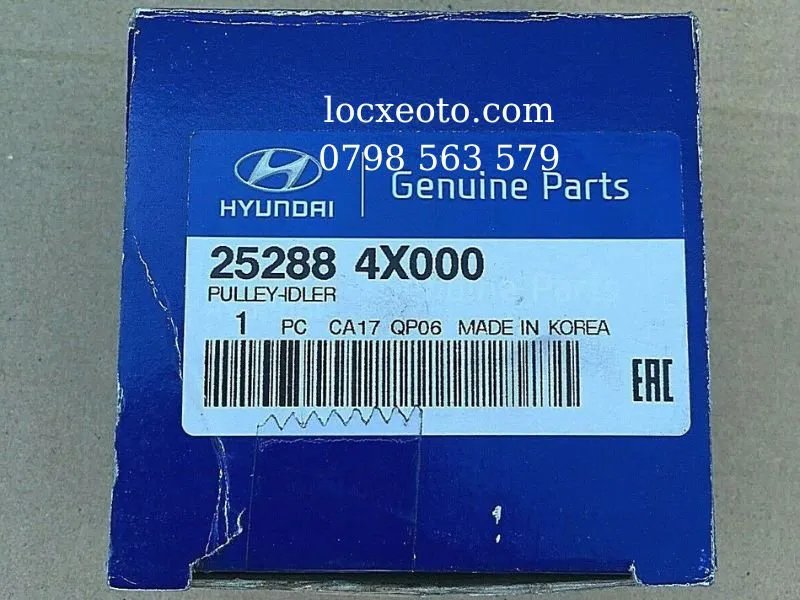 locxeoto.com
0798 563 579
HYUNDAI
Genuine Parts
25288 4X000
PULLEY-IDLER
1 PC CA17 QP06 MADE IN KOREA
EAC